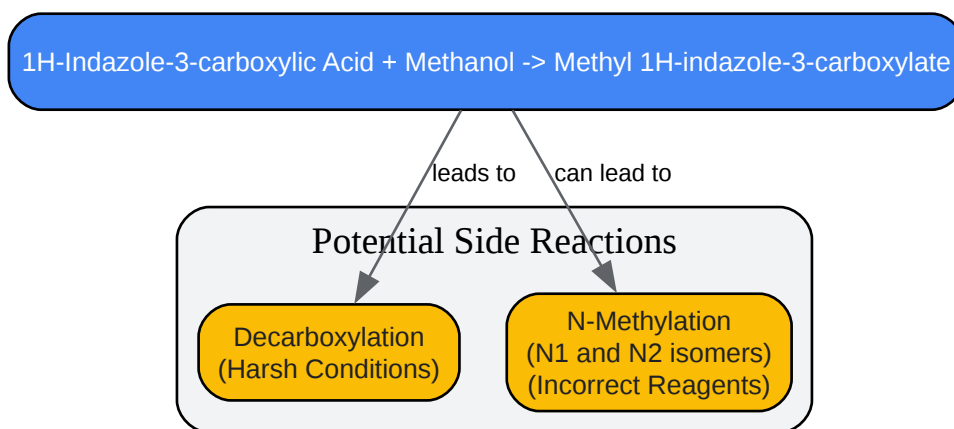 1H-Indazole-3-carboxylic Acid + Methanol -> Methyl 1H-indazole-3-carboxylate
leads to
can lead to
Potential Side Reactions
Decarboxylation
(Harsh Conditions)
N-Methylation
(N1 and N2 isomers)
(Incorrect Reagents)